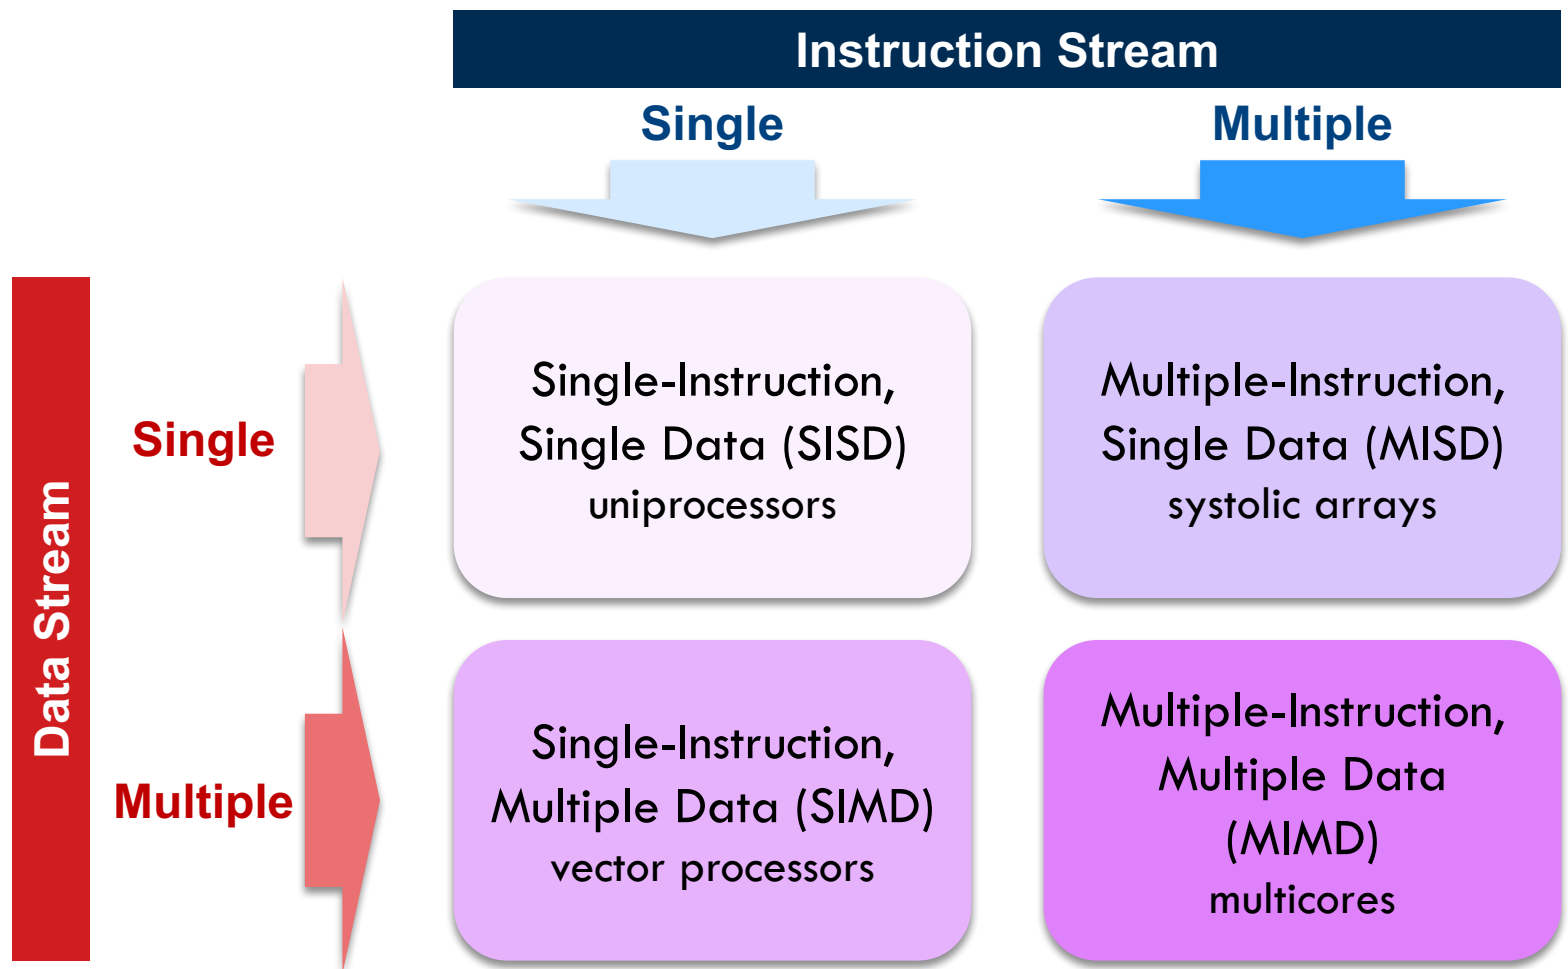 Instruction Stream
Single
Multiple
Data Stream
Single
Single-Instruction,
Single Data (SISD)
uniprocessors
Multiple-Instruction,
Single Data (MISD)
systolic arrays
Multiple
Single-Instruction,
Multiple Data (SIMD)
vector processors
Multiple-Instruction,
Multiple Data
(MIMD)
multicores